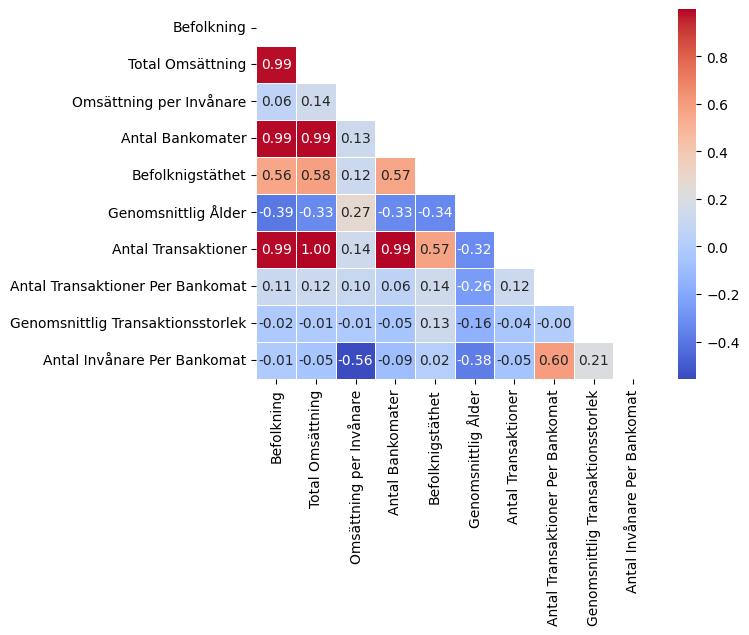 Befolkning
Total Omsättning
0.99
Omsättning per Invånare
0.06 0.14
Antal Bankomater
0.99 0.99 0.13
Befolknigstäthet
0.56 0.58 0.12 0.57
Genomsnittlig Ålder
-0.39 -0.33 0.27 -0.33 -0.34
Antal Transaktioner
0.99 1.00 0.14 0.99 0.57 -0.32
Antal Transaktioner Per Bankomat
0.11 0.12 0.10 0.06 0.14 -0.26 0.12
Genomsnittlig Transaktionsstorlek
-0.02 -0.01 -0.01 -0.05 0.13 -0.16 -0.04 -0.00
Antal Invånare Per Bankomat
-0.01 -0.05 -0.56 -0.09 0.02 -0.38 -0.05 0.60 0.21
Befolkning
Total Omsättning
Omsättning per Invånare
Antal Bankomater
Befolknigstäthet
Genomsnittlig Ålder
Antal Transaktioner
Antal Transaktioner Per Bankomat
Genomsnittlig Transaktionsstorlek
Antal Invånare Per Bankomat
0.8
0.6
0.4
0.2
0.0
−0.2
−0.4